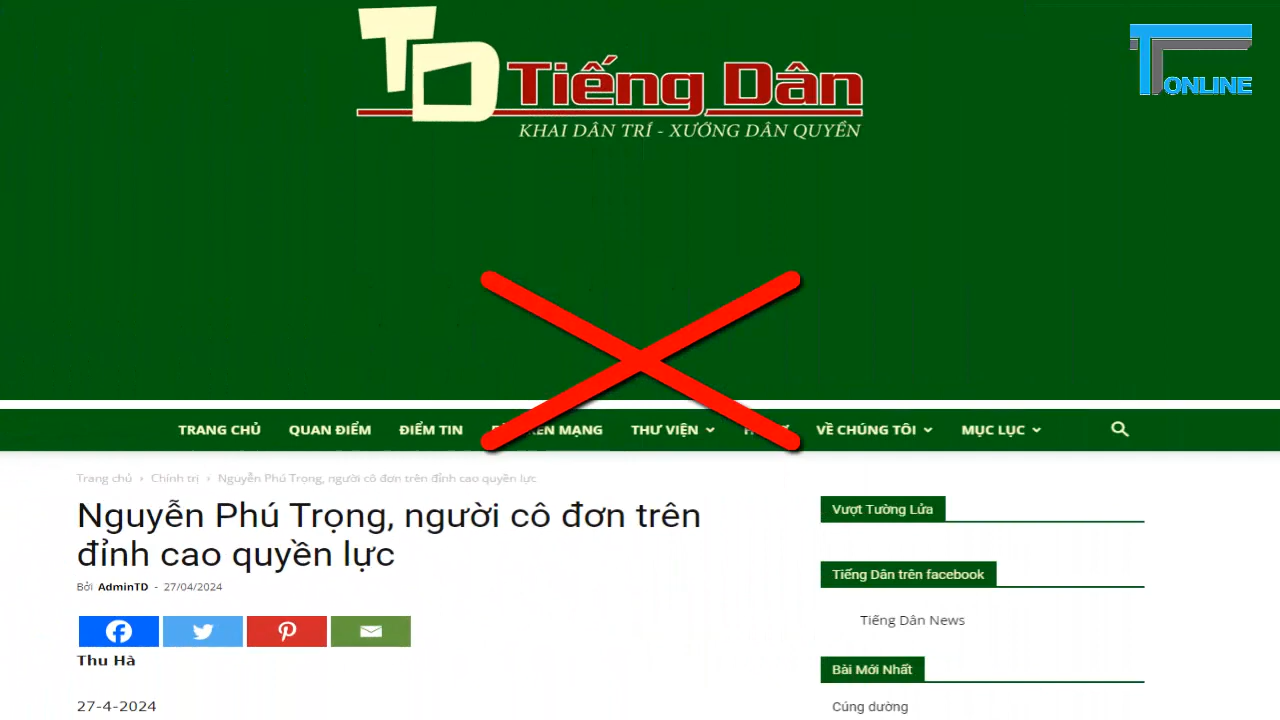 TD Tiếng Dân
KHAI DÂN TRÍ - XƯỚNG DÂN QUYỀN
T ONLINE
TRANG CHỦ QUAN ĐIỂM ĐIỂM TIN MẠNG THƯ VIỆN VỀ CHÚNG TÔI MỤC LỤC
Trang chủ › Chính trị › Nguyễn Phú Trọng, người cô đơn trên đỉnh cao quyền lực
Nguyễn Phú Trọng, người cô đơn trên
đỉnh cao quyền lực
Bởi AdminTD - 27/04/2024
Thu Hà
27-4-2024
Vượt Tường Lửa
Tiếng Dân trên facebook
Tiếng Dân News
Bài Mới Nhất
Cúng dường